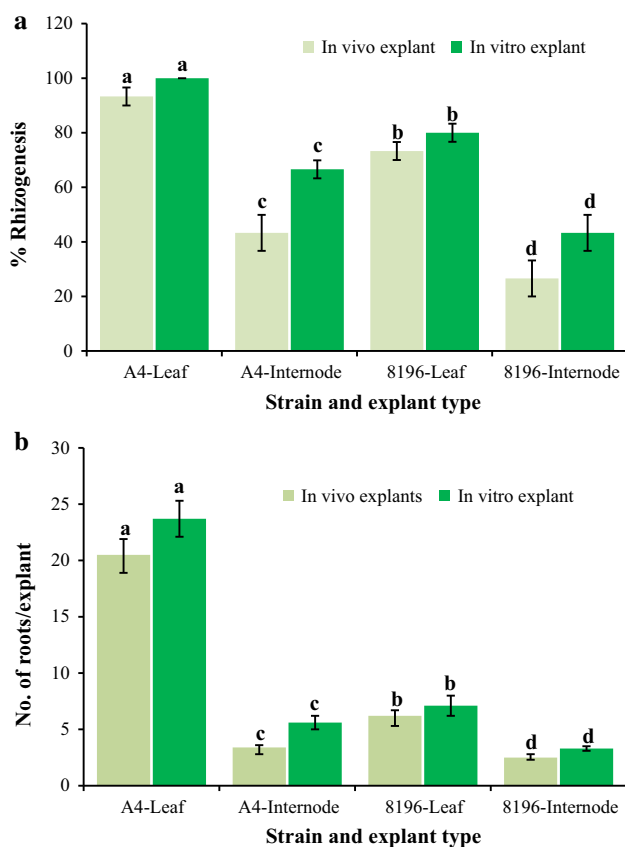 a
120
100
80
60
40
20
0
% Rhizogenesis
In vivo explant
In vitro explant
a
a
c
c
b
b
d
d
A4-Leaf
A4-Internode
8196-Leaf
8196-Internode
Strain and explant type
b
30
25
20
15
10
5
0
No. of roots/explant
In vivo explants
In vitro explant
a
a
c
c
b
b
d
d
A4-Leaf
A4-Internode
8196-Leaf
8196-Internode
Strain and explant type